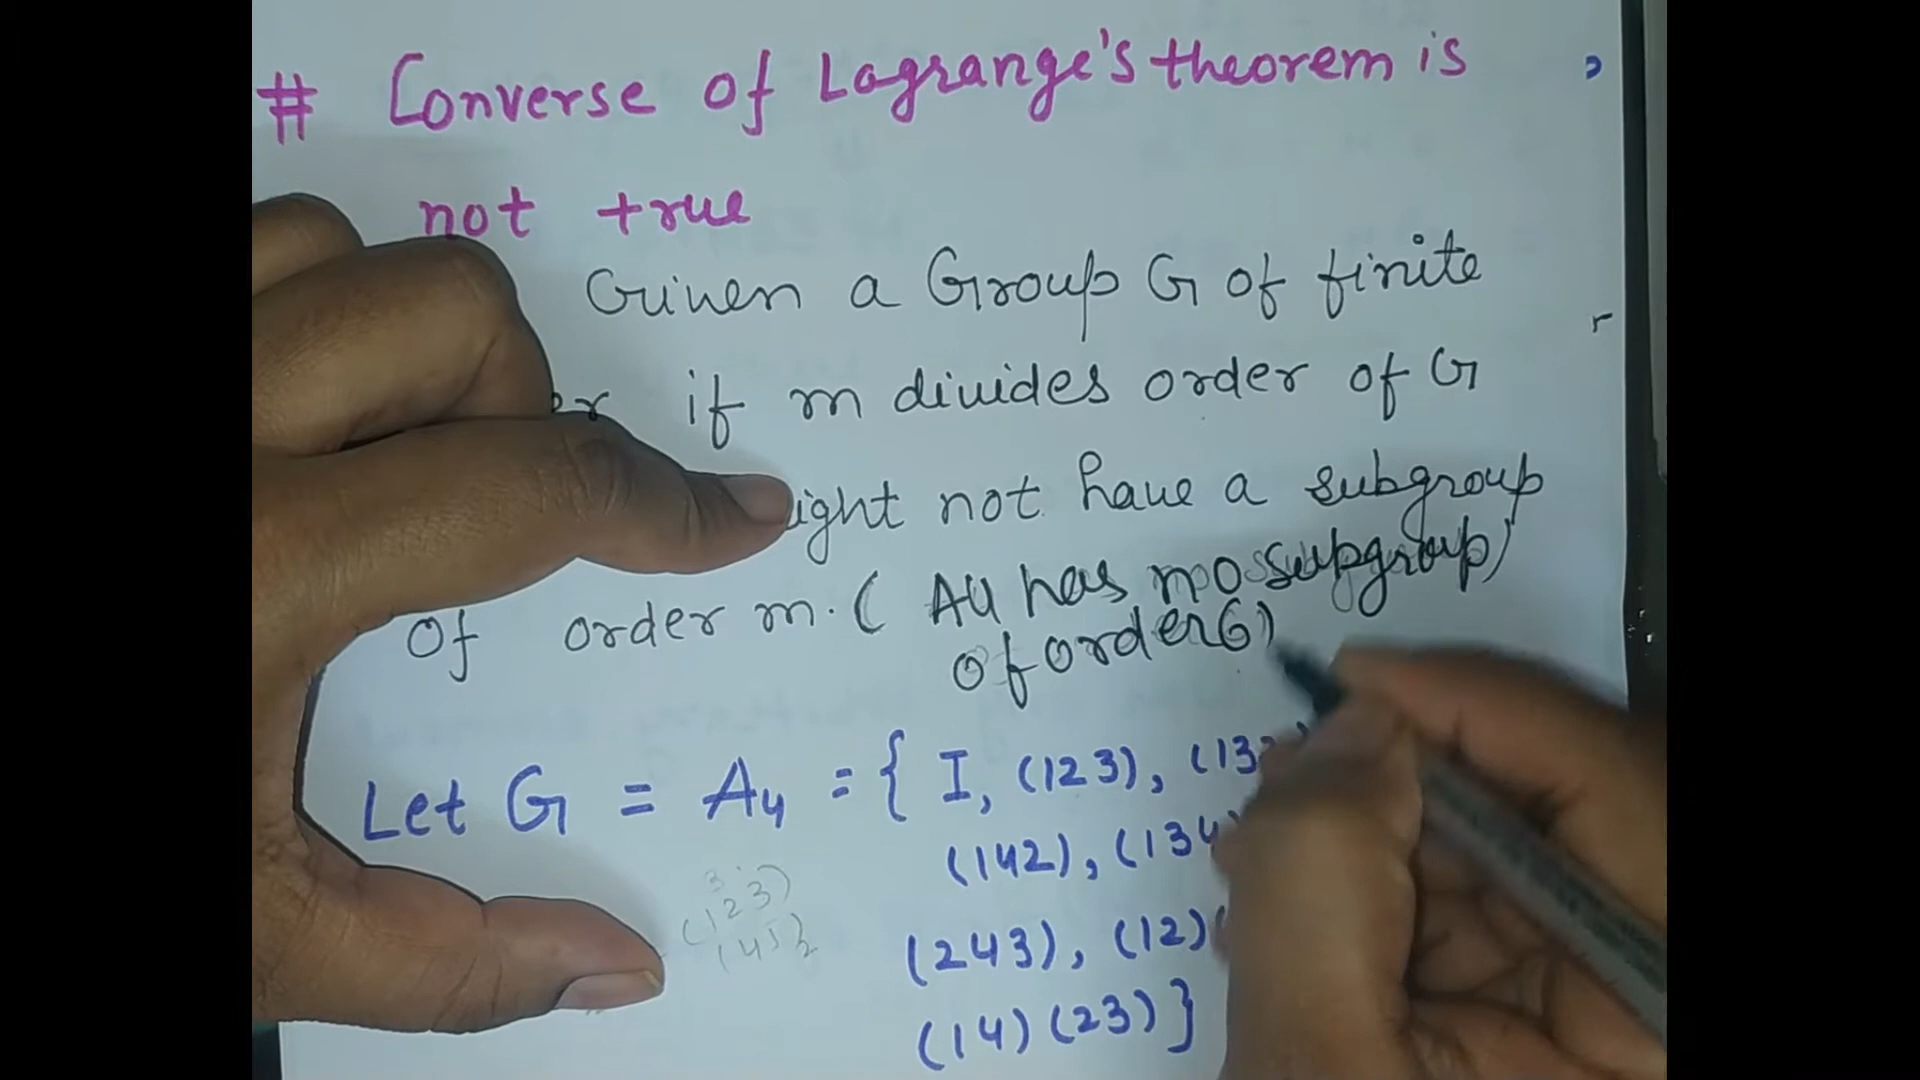 # Converse of Lagrange's theorem is
not true
Given a Group G of finite
if m divides order of G
not have a subgroup
of order m. ( A4 has no subgroup)
of order 6)
Let G = A4 = { I, (123), (13
(142), (134)
(243), (12)(
(14) (23) }
(123)